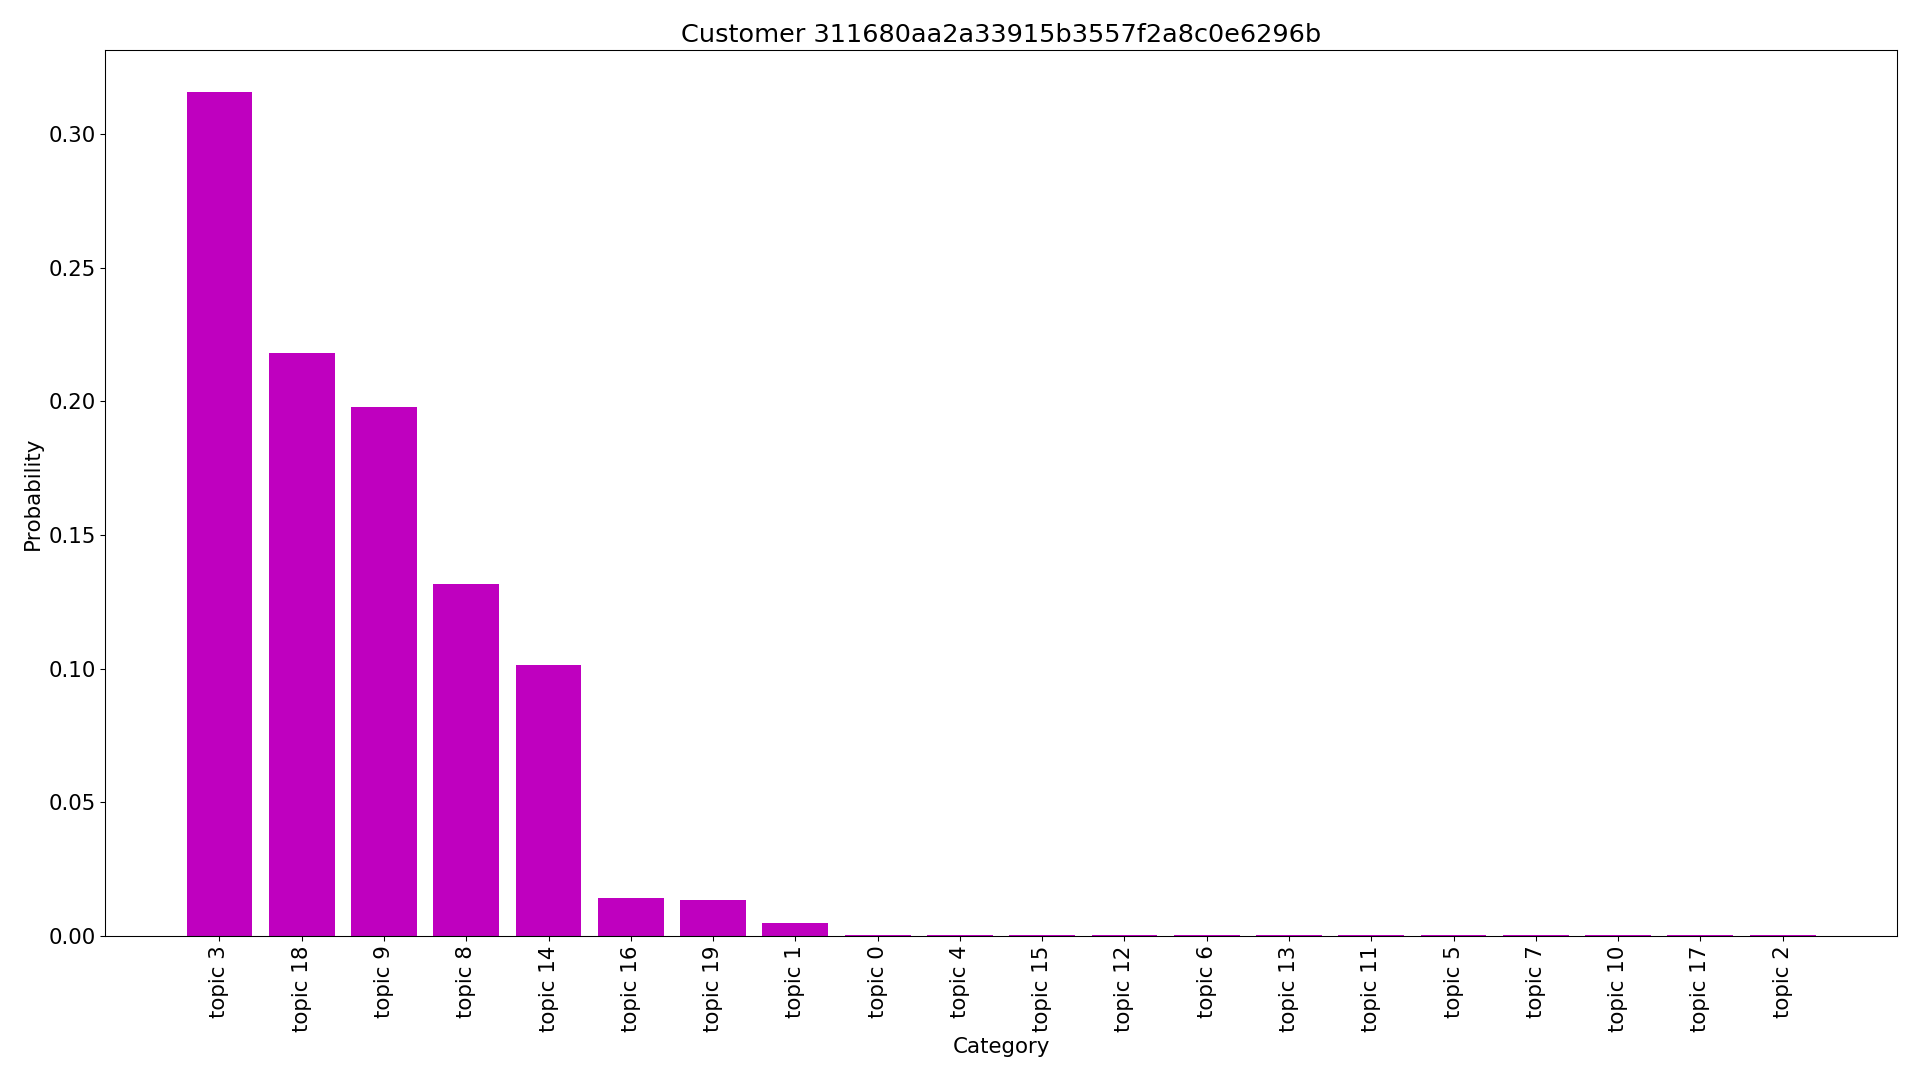 Customer 311680aa2a33915b3557f2a8c0e6296b
Probability
0.30
0.25
0.20
0.15
0.10
0.05
0.00
topic 3
topic 18
topic 9
topic 8
topic 14
topic 16
topic 19
topic 1
topic 0
topic 4
topic 15
topic 12
topic 6
topic 13
topic 11
topic 5
topic 7
topic 10
topic 17
topic 2
Category